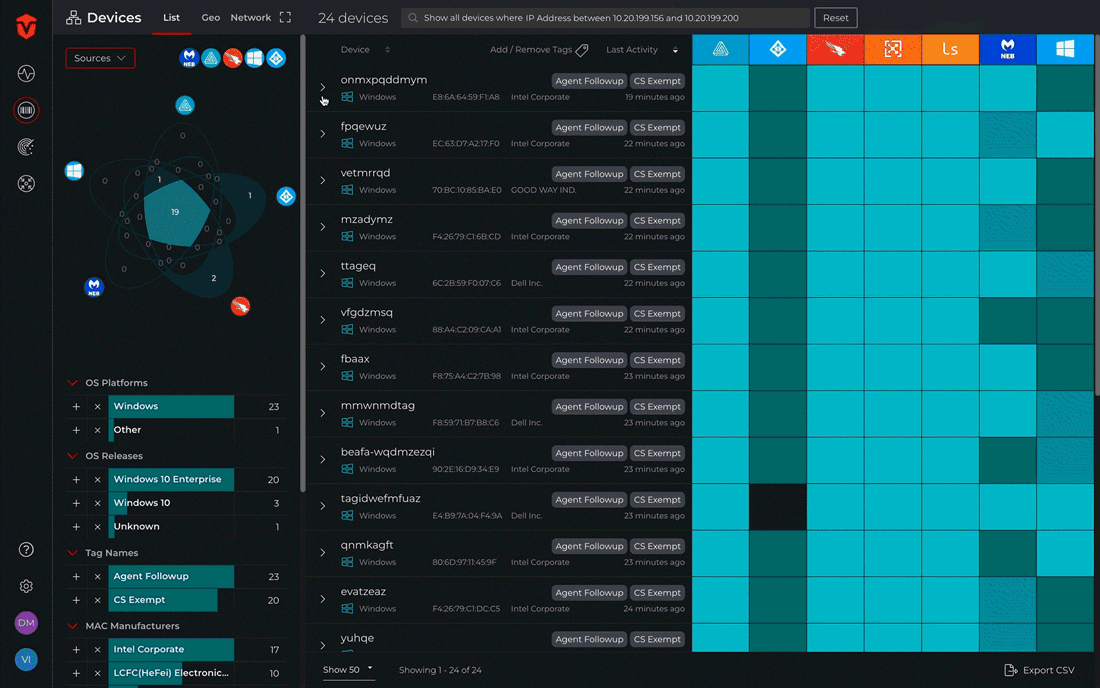 Devices
List
Geo
Network
24 devices
Show all devices where IP Address between 10.20.199.156 and 10.20.199.200
Reset
Sources
NEB
1
1
19
2
NEB
0
OS Platforms
Windows 23
Other 1
OS Releases
Windows 10 Enterprise 20
Windows 10 3
Unknown 1
Tag Names
Agent Followup 23
CS Exempt 20
MAC Manufacturers
Intel Corporate 17
LCFC(HeFei) Electronic... 10
DM
VI
Device Add / Remove Tags Last Activity
Ls
NEB
onmxpqddmym Agent Followup CS Exempt
Windows E8:6A:64:59:F1:A8 Intel Corporate 19 minutes ago
fpqewuz Agent Followup CS Exempt
Windows EC:63:D7:A2:17:F0 Intel Corporate 22 minutes ago
vetmrrqd Agent Followup CS Exempt
Windows 70:BC:10:85:BA:E0 GOOD WAY IND. 22 minutes ago
mzadymz Agent Followup CS Exempt
Windows F4:26:79:C1:6B:CD Intel Corporate 22 minutes ago
ttageq Agent Followup CS Exempt
Windows 6C:2B:59:F0:07:C6 Dell Inc. 22 minutes ago
vfgdzmsq Agent Followup CS Exempt
Windows 88:A4:C2:09:CA:A1 Intel Corporate 22 minutes ago
fbaax Agent Followup CS Exempt
Windows F8:75:A4:C2:7B:98 Intel Corporate 23 minutes ago
mmwnmdtag Agent Followup CS Exempt
Windows F8:59:71:B7:B8:C6 Dell Inc. 23 minutes ago
beafa-wqdmzezqi Agent Followup CS Exempt
Windows 90:2E:16:D9:34:E9 Intel Corporate 23 minutes ago
tagidwefmfuaz Agent Followup CS Exempt
Windows E4:B9:7A:04:F4:9A Dell Inc. 23 minutes ago
qnmkagft Agent Followup CS Exempt
Windows 80:6D:97:11:45:9F Intel Corporate 23 minutes ago
evatzeaz Agent Followup CS Exempt
Windows F4:26:79:C1:DC:C5 Intel Corporate 24 minutes ago
yuhqe Agent Followup CS Exempt
Show 50
Showing 1 - 24 of 24
Export CSV